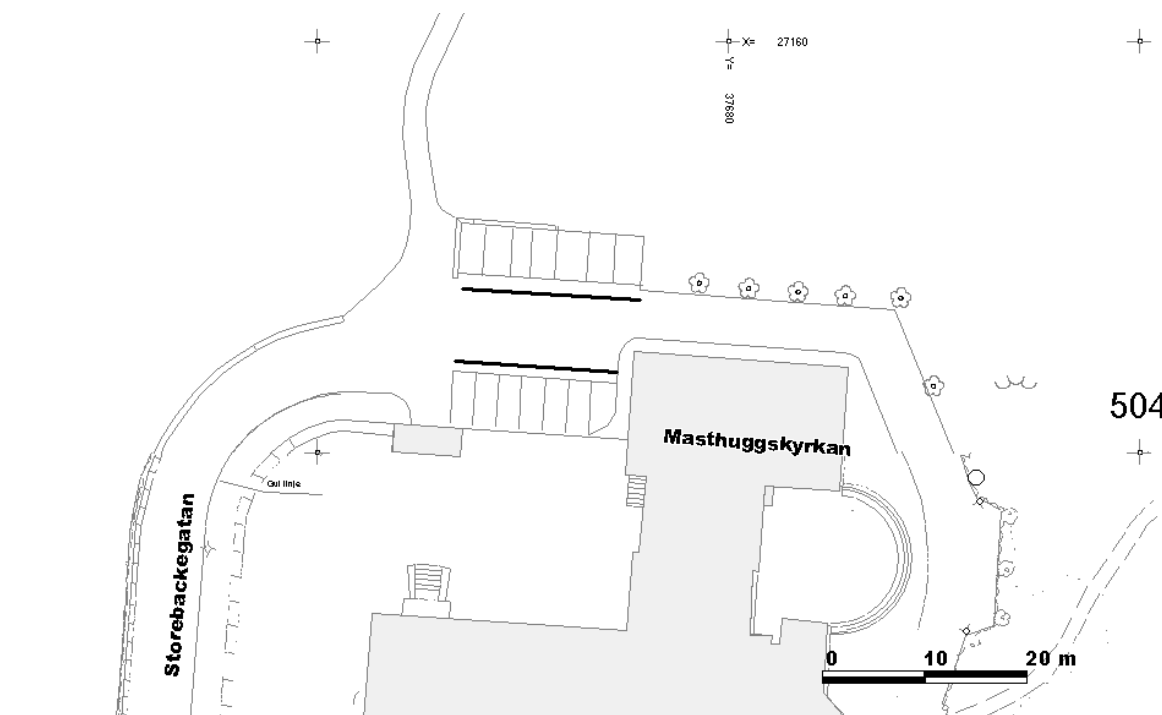 X= 27160
Y= 37680
504
Masthuggskyrkan
Gul linje
Storebackegatan
0 10 20 m